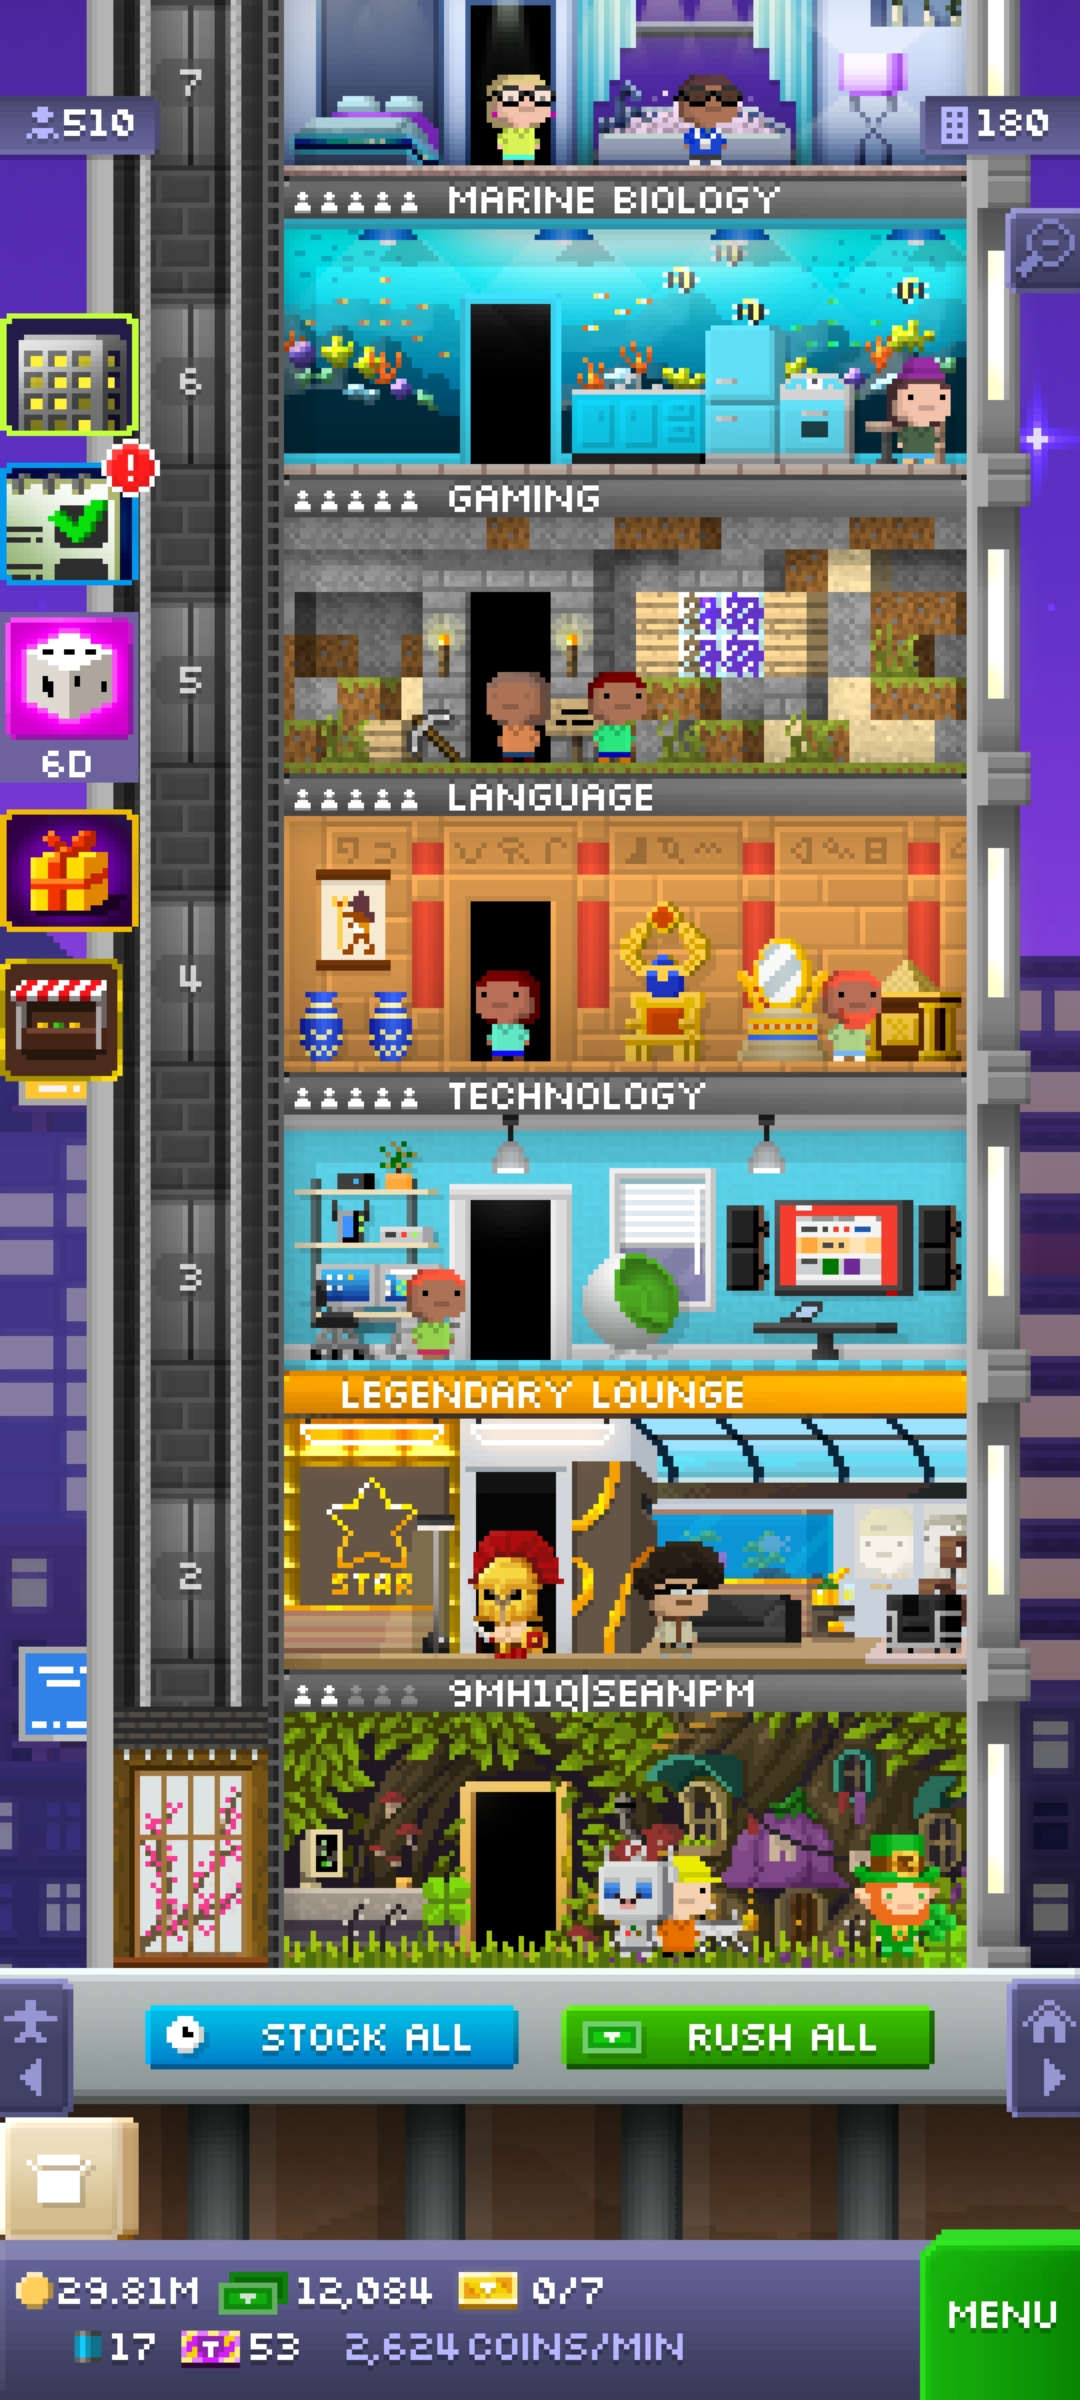 7
510
180
MARINE BIOLOGY
6
GAMING
5
6D
LANGUAGE
4
TECHNOLOGY
3
LEGENDARY LOUNGE
STAR
2
9MH1Q|SEANPM
STOCK ALL
RUSH ALL
29.81M
12,084
0/7
17
53
2,624 COINS/MIN
MENU